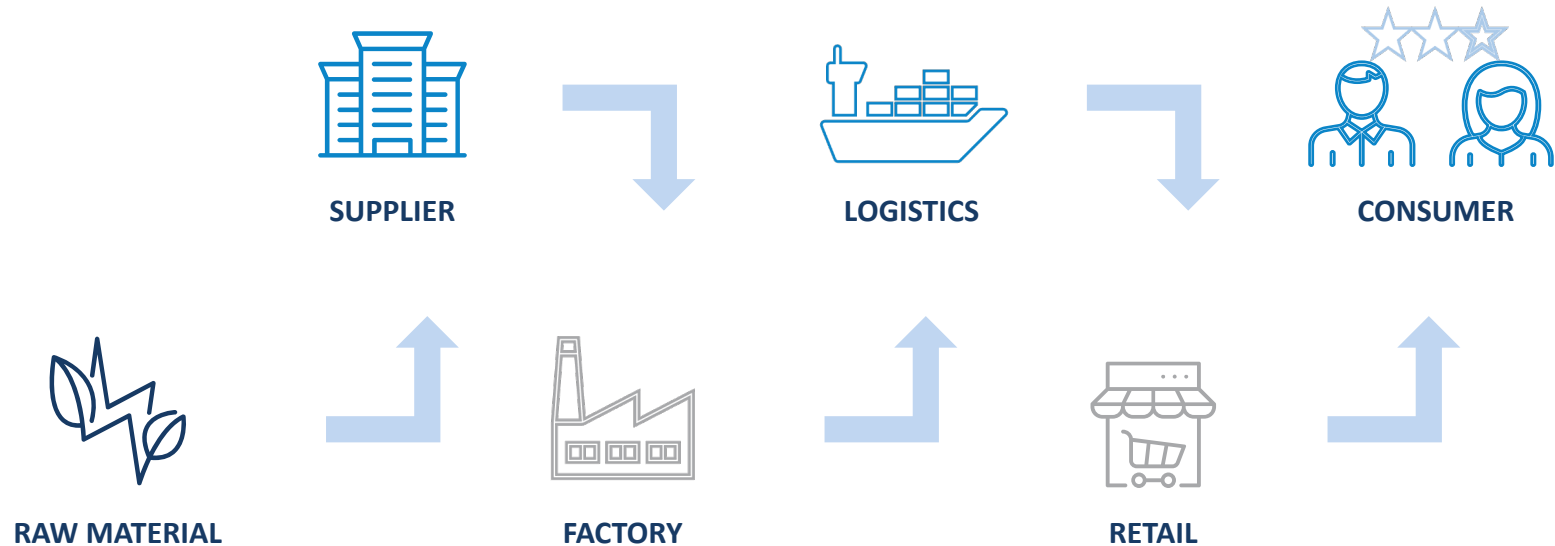 SUPPLIER
LOGISTICS
CONSUMER
RAW MATERIAL
FACTORY
RETAIL